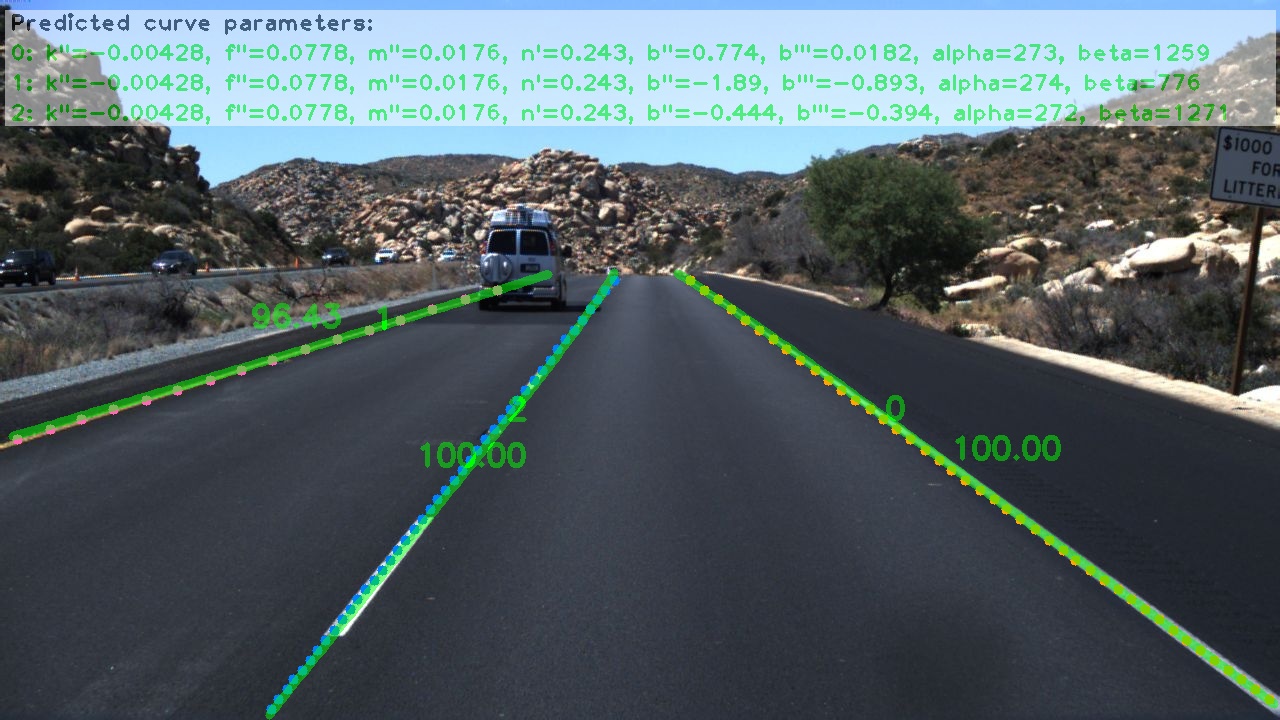 Predicted curve parameters:
0: k''=-0.00428, f''=0.0778, m''=0.0176, n'=0.243, b''=0.774, b'''=0.0182, alpha=273, beta=1259
1: k''=-0.00428, f''=0.0778, m''=0.0176, n'=0.243, b''=-1.89, b'''=-0.893, alpha=274, beta=776
2: k''=-0.00428, f''=0.0778, m''=0.0176, n'=0.243, b''=-0.444, b'''=-0.394, alpha=272, beta=1271
$1000
FOR
LITTER
96.43 1
2
0
100.00
100.00